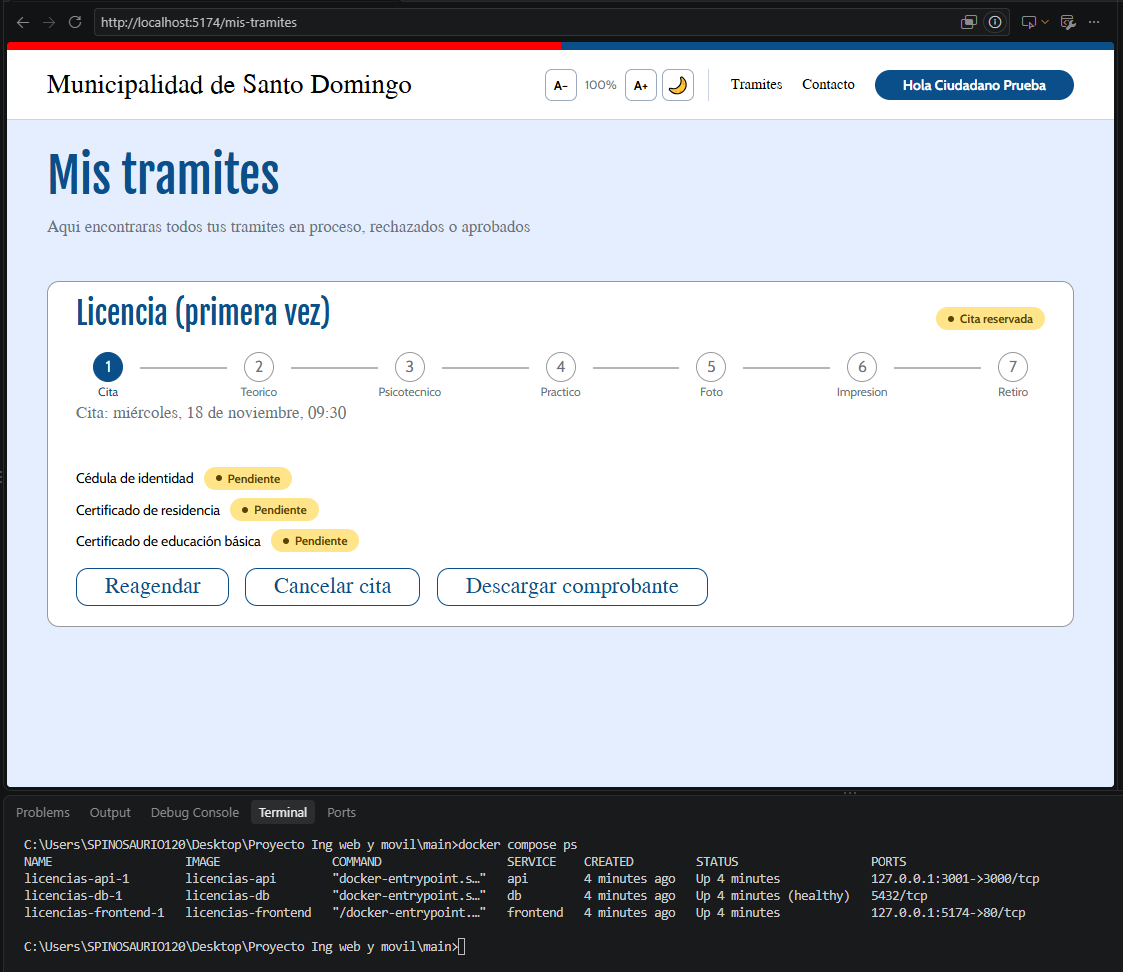 http://localhost:5174/mis-tramites
Municipalidad de Santo Domingo
A- 100% A+ Tramites Contacto Hola Ciudadano Prueba
Mis tramites
Aqui encontraras todos tus tramites en proceso, rechazados o aprobados
Licencia (primera vez)
Cita reservada
1 2 3 4 5 6 7
Cita Teorico Psicotecnico Practico Foto Impresion Retiro
Cita: miércoles, 18 de noviembre, 09:30
Cédula de identidad Pendiente
Certificado de residencia Pendiente
Certificado de educación básica Pendiente
Reagendar Cancelar cita Descargar comprobante
Problems Output Debug Console Terminal Ports
C:\Users\SPINOSAURIO120\Desktop\Proyecto Ing web y movil\main>docker compose ps
NAME IMAGE COMMAND SERVICE CREATED STATUS PORTS
licencias-api-1 licencias-api "docker-entrypoint.s…" api 4 minutes ago Up 4 minutes 127.0.0.1:3001->3000/tcp
licencias-db-1 licencias-db "docker-entrypoint.s…" db 4 minutes ago Up 4 minutes (healthy) 5432/tcp
licencias-frontend-1 licencias-frontend "/docker-entrypoint.…" frontend 4 minutes ago Up 4 minutes 127.0.0.1:5174->80/tcp
C:\Users\SPINOSAURIO120\Desktop\Proyecto Ing web y movil\main>